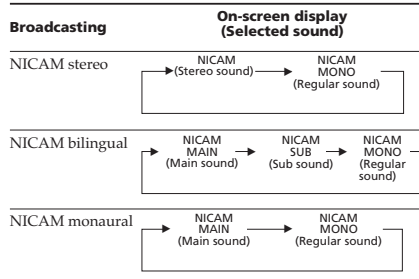 Broadcasting
On-screen display
(Selected sound)
NICAM stereo
NICAM
(Stereo sound)
NICAM
MONO
(Regular sound)
NICAM bilingual
NICAM
MAIN
(Main sound)
NICAM
SUB
(Sub sound)
NICAM
MONO
(Regular
sound)
NICAM monaural
NICAM
MAIN
(Main sound)
NICAM
MONO
(Regular sound)